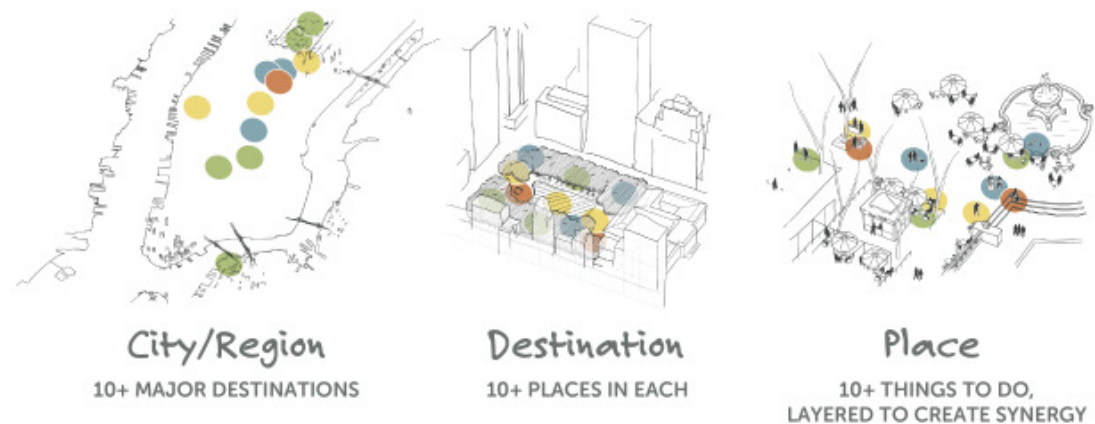 City/Region
10+ MAJOR DESTINATIONS
Destination
10+ PLACES IN EACH
Place
10+ THINGS TO DO,
LAYERED TO CREATE SYNERGY